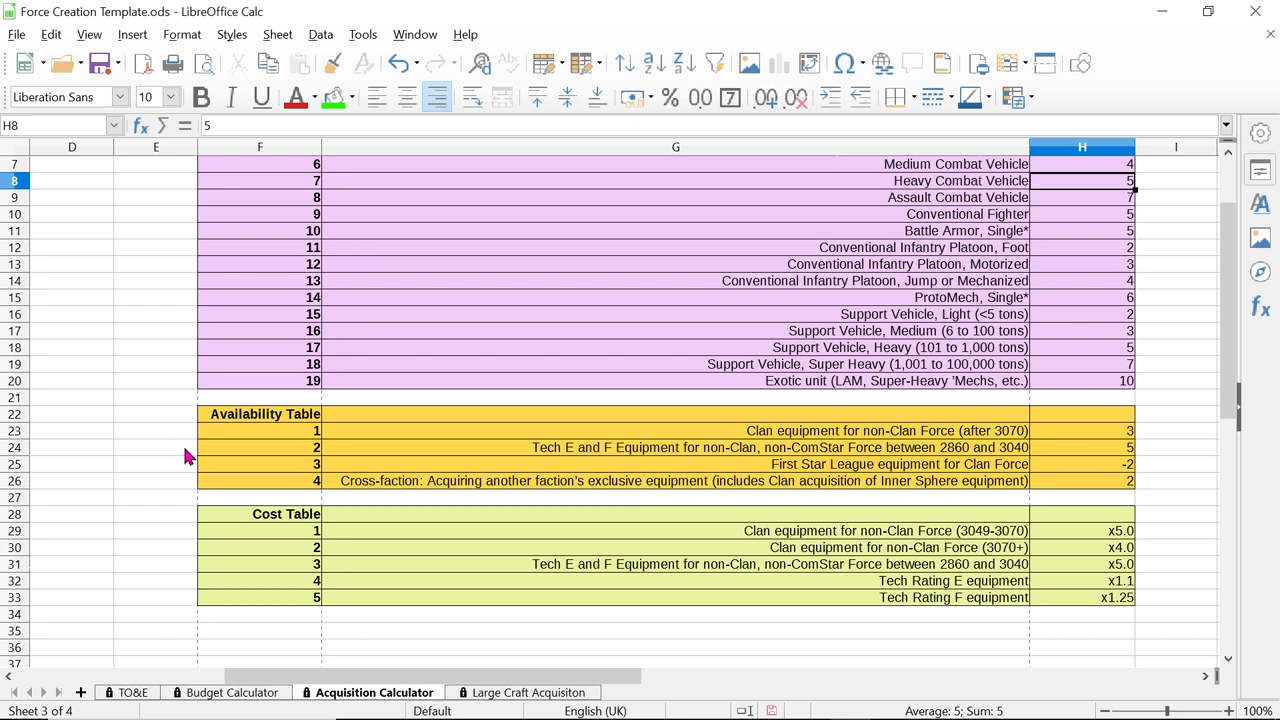 Force Creation Template.ods - LibreOffice Calc
File Edit View Insert Format Styles Sheet Data Tools Window Help
Liberation Sans 10
H8 5
D E F G H I
7 6 Medium Combat Vehicle 4
8 7 Heavy Combat Vehicle 5
9 8 Assault Combat Vehicle 7
10 9 Conventional Fighter 5
11 10 Battle Armor, Single* 5
12 11 Conventional Infantry Platoon, Foot 2
13 12 Conventional Infantry Platoon, Motorized 3
14 13 Conventional Infantry Platoon, Jump or Mechanized 4
15 14 ProtoMech, Single* 6
16 15 Support Vehicle, Light (<5 tons) 2
17 16 Support Vehicle, Medium (6 to 100 tons) 3
18 17 Support Vehicle, Heavy (101 to 1,000 tons) 5
19 18 Support Vehicle, Super Heavy (1,001 to 100,000 tons) 7
20 19 Exotic unit (LAM, Super-Heavy 'Mechs, etc.) 10
21
22 Availability Table
23 1 Clan equipment for non-Clan Force (after 3070) 3
24 2 Tech E and F Equipment for non-Clan, non-ComStar Force between 2860 and 3040 5
25 3 First Star League equipment for Clan Force -2
26 4 Cross-faction: Acquiring another faction's exclusive equipment (includes Clan acquisition of Inner Sphere equipment) 2
27
28 Cost Table
29 1 Clan equipment for non-Clan Force (3049-3070) x5.0
30 2 Clan equipment for non-Clan Force (3070+) x4.0
31 3 Tech E and F Equipment for non-Clan, non-ComStar Force between 2860 and 3040 x5.0
32 4 Tech Rating E equipment x1.1
33 5 Tech Rating F equipment x1.25
34
35
36
37
TO&E Budget Calculator Acquisition Calculator Large Craft Acquisiton
Sheet 3 of 4 Default English (UK) Average: 5; Sum: 5 100%